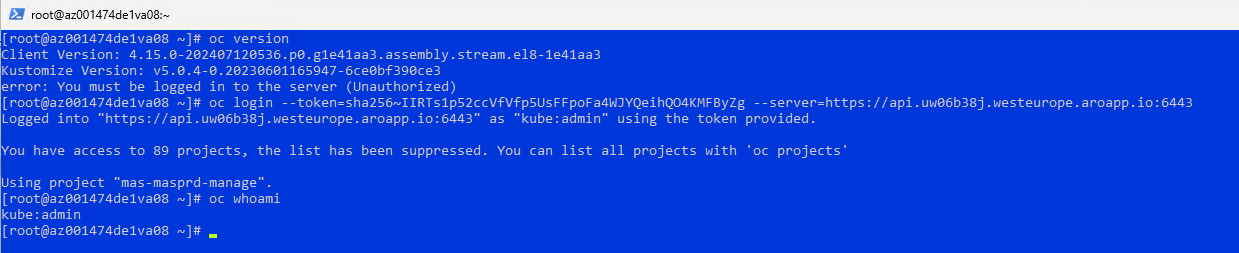 root@az001474de1va08:~
[root@az001474de1va08 ~]# oc version
Client Version: 4.15.0-202407120536.p0.g1e41aa3.assembly.stream.el8-1e41aa3
Kustomize Version: v5.0.4-0.20230601165947-6ce0bf390ce3
error: You must be logged in to the server (Unauthorized)
[root@az001474de1va08 ~]# oc login --token=sha256~IIRTs1p52ccVfVfp5UsFFpoFa4WJYQeihQO4KMFByZg --server=https://api.uw06b38j.westeurope.aroapp.io:6443
Logged into "https://api.uw06b38j.westeurope.aroapp.io:6443" as "kube:admin" using the token provided.
You have access to 89 projects, the list has been suppressed. You can list all projects with 'oc projects'
Using project "mas-masprd-manage".
[root@az001474de1va08 ~]# oc whoami
kube:admin
[root@az001474de1va08 ~]#